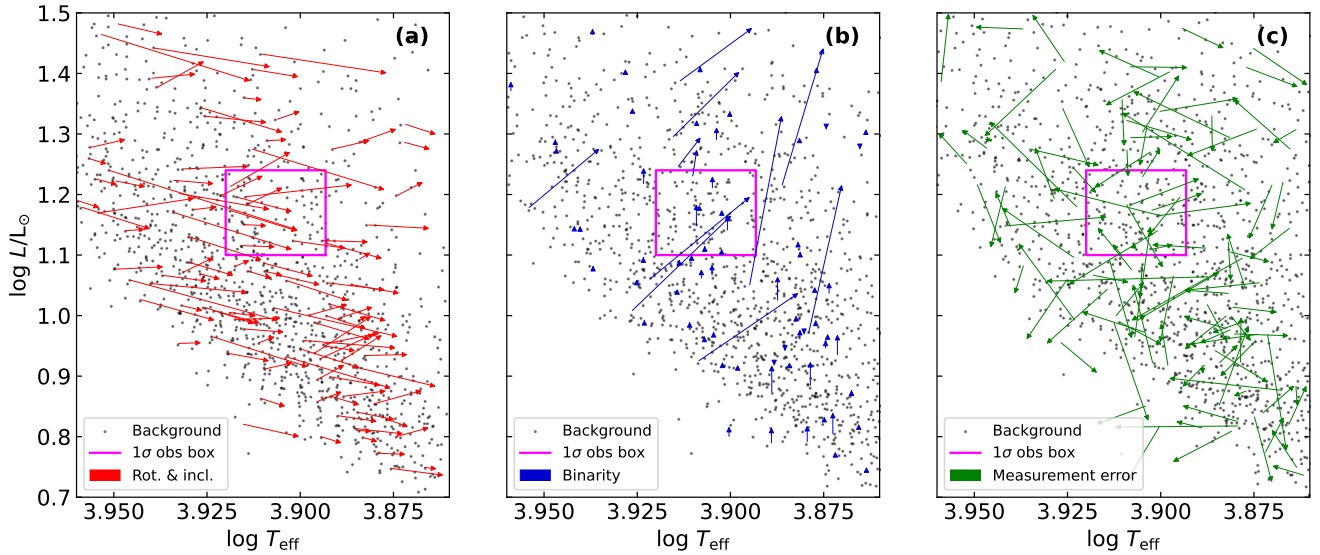 1.5
1.4
1.3
1.2
1.1
1.0
0.9
0.8
0.7
log L/L☉
(a)
Background
1σ obs box
Rot. & incl.
3.950 3.925 3.900 3.875
log Teff
(b)
Background
1σ obs box
Binarity
3.950 3.925 3.900 3.875
log Teff
(c)
Background
1σ obs box
Measurement error
3.950 3.925 3.900 3.875
log Teff